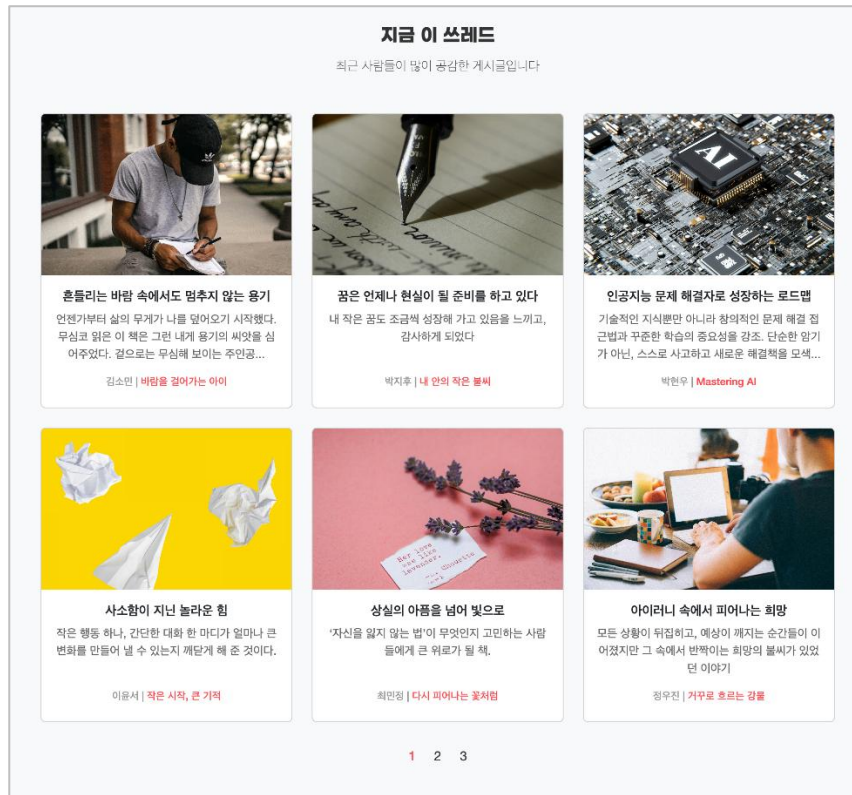 지금 이 쓰레드
최근 사람들이 많이 공감한 게시글입니다
AI
흔들리는 바람 속에서도 멈추지 않는 용기
언젠가부터 삶의 무게가 나를 덮어오기 시작했다.
무심코 읽은 이 책은 그런 내게 용기의 씨앗을 심
어주었다. 겉으로는 무심해 보이는 주인공...
김소민 | 바람을 걸어가는 아이
꿈은 언제나 현실이 될 준비를 하고 있다
내 작은 꿈도 조금씩 성장해 가고 있음을 느끼고,
감사하게 되었다
박지후 | 내 안의 작은 불씨
인공지능 문제 해결자로 성장하는 로드맵
기술적인 지식뿐만 아니라 창의적인 문제 해결 접
근법과 꾸준한 학습의 중요성을 강조. 단순한 암기
가 아닌, 스스로 사고하고 새로운 해결책을 모색...
박현우 | Mastering AI
사소함이 지닌 놀라운 힘
작은 행동 하나, 간단한 대화 한 마디가 얼마나 큰
변화를 만들어 낼 수 있는지 깨닫게 해 준 것이다.
이윤서 | 작은 시작, 큰 기적
Her love
was like
lavender.
상실의 아픔을 넘어 빛으로
'자신을 잃지 않는 법'이 무엇인지 고민하는 사람
들에게 큰 위로가 될 책.
최민정 | 다시 피어나는 꽃처럼
아이러니 속에서 피어나는 희망
모든 상황이 뒤집히고, 예상이 깨지는 순간들이 이
어졌지만 그 속에서 반짝이는 희망의 불씨가 있었
던 이야기
정우진 | 거꾸로 흐르는 강물
1 2 3